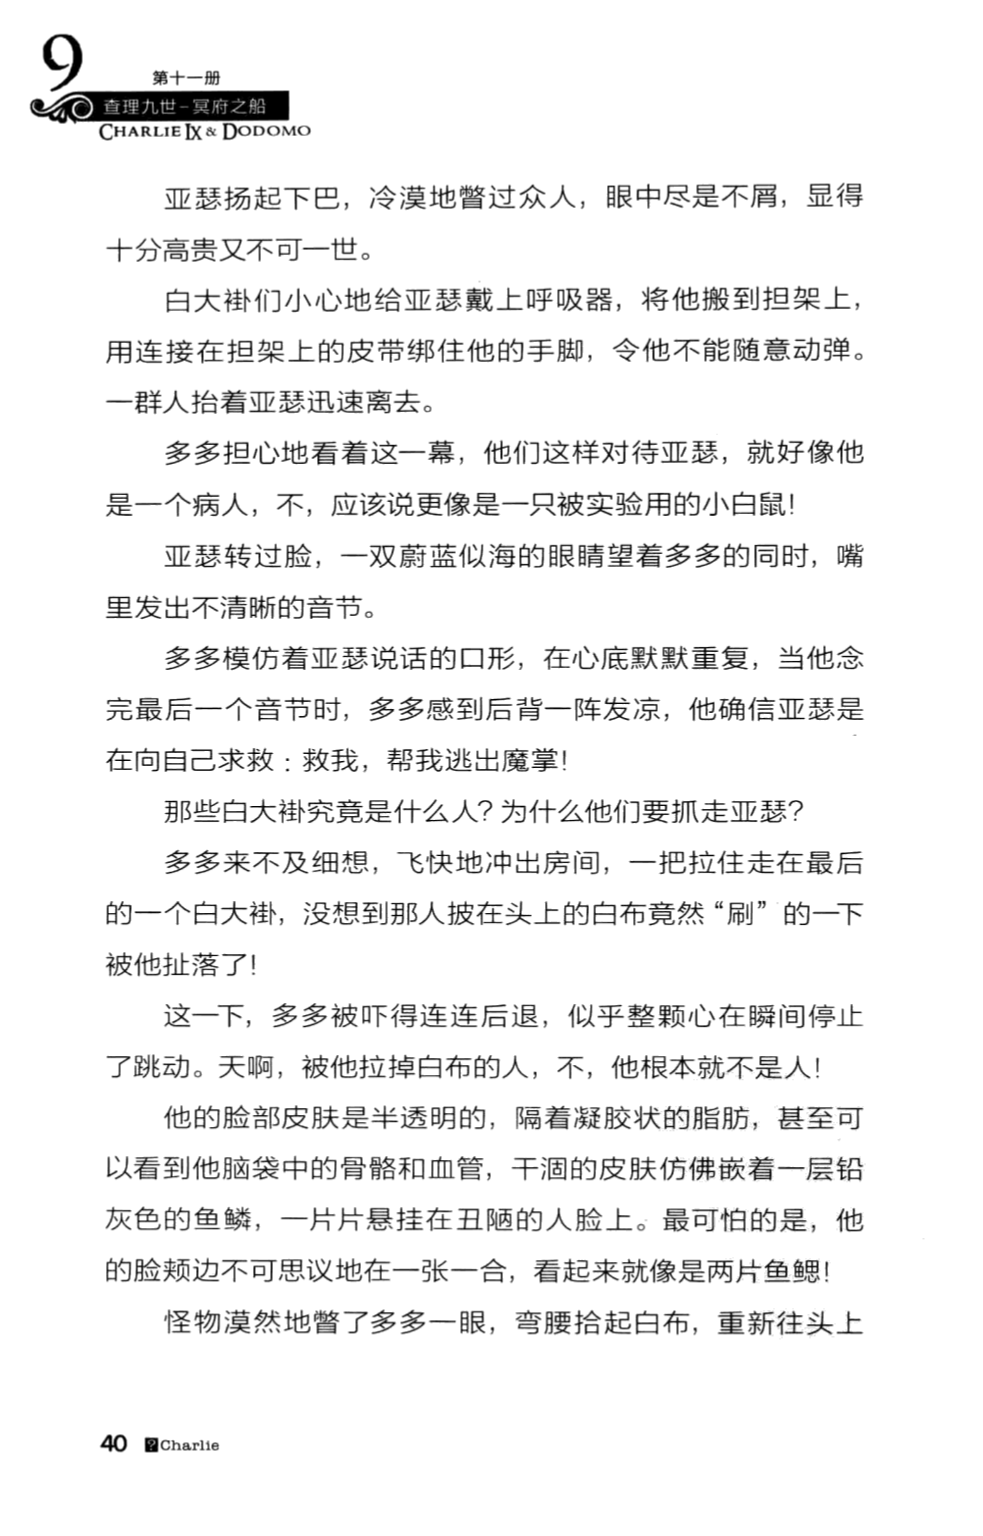 9
第十一册
查理九世-冥府之船
CHARLIE IX & DODOMO
亚瑟扬起下巴，冷漠地瞥过众人，眼中尽是不屑，显得
十分高贵又不可一世。
白大褂们小心地给亚瑟戴上呼吸器，将他搬到担架上，
用连接在担架上的皮带绑住他的手脚，令他不能随意动弹。
一群人抬着亚瑟迅速离去。
多多担心地看着这一幕，他们这样对待亚瑟，就好像他
是一个病人，不，应该说更像是一只被实验用的小白鼠！
亚瑟转过脸，一双蔚蓝似海的眼睛望着多多的同时，嘴
里发出不清晰的音节。
多多模仿着亚瑟说话的口形，在心底默默重复，当他念
完最后一个音节时，多多感到后背一阵发凉，他确信亚瑟是
在向自己求救：救我，帮我逃出魔掌！
那些白大褂究竟是什么人？为什么他们要抓走亚瑟？
多多来不及细想，飞快地冲出房间，一把拉住走在最后
的一个白大褂，没想到那人披在头上的白布竟然“刷”的一下
被他扯落了！
这一下，多多被吓得连连后退，似乎整颗心在瞬间停止
了跳动。天啊，被他拉掉白布的人，不，他根本就不是人！
他的脸部皮肤是半透明的，隔着凝胶状的脂肪，甚至可
以看到他脑袋中的骨骼和血管，干涸的皮肤仿佛嵌着一层铅
灰色的鱼鳞，一片片悬挂在丑陋的人脸上。最可怕的是，他
的脸颊边不可思议地在一张一合，看起来就像是两片鱼鳃！
怪物漠然地瞥了多多一眼，弯腰拾起白布，重新往头上
40 ?Charlie